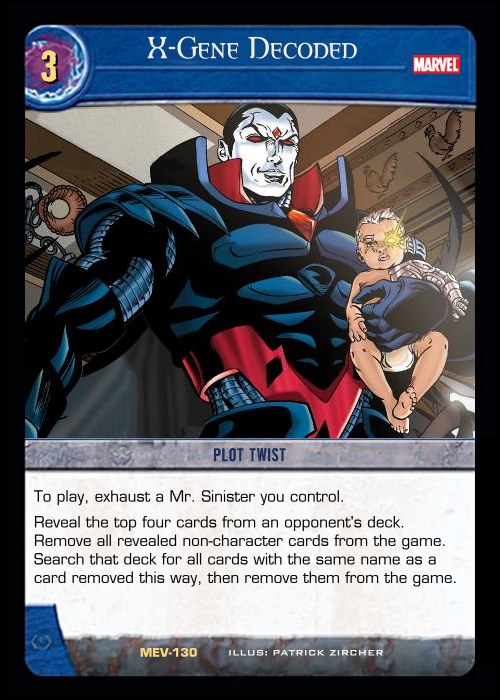 3
X-Gene Decoded
MARVEL
PLOT TWIST
To play, exhaust a Mr. Sinister you control.
Reveal the top four cards from an opponent's deck.
Remove all revealed non-character cards from the game.
Search that deck for all cards with the same name as a
card removed this way, then remove them from the game.
MEV-130 ILLUS: PATRICK ZIRCHER